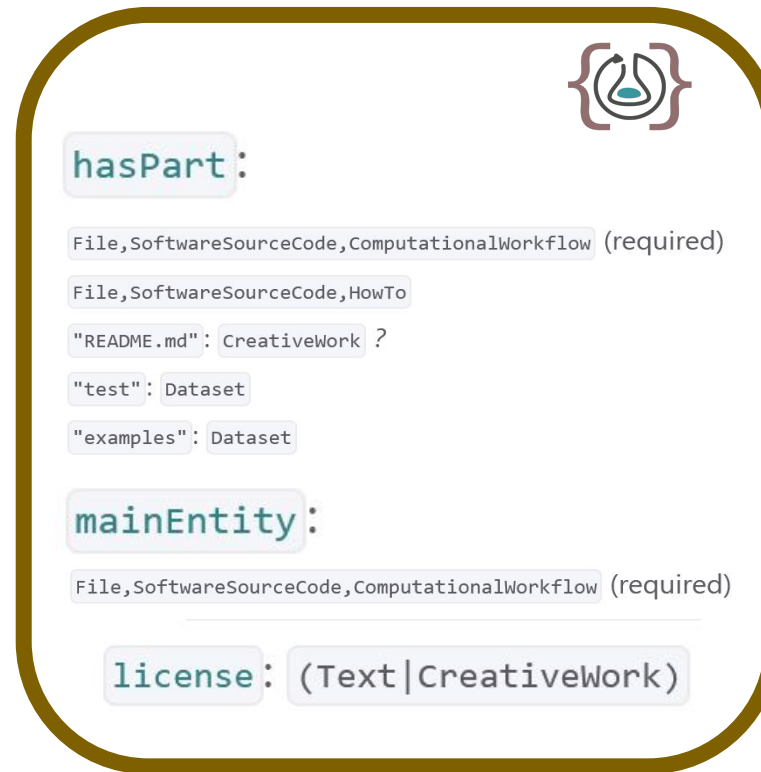 hasPart:
File,SoftwareSourceCode,ComputationalWorkflow (required)
File,SoftwareSourceCode,HowTo
"README.md": CreativeWork ?
"test": Dataset
"examples": Dataset
mainEntity:
File,SoftwareSourceCode,ComputationalWorkflow (required)
license: (Text|CreativeWork)